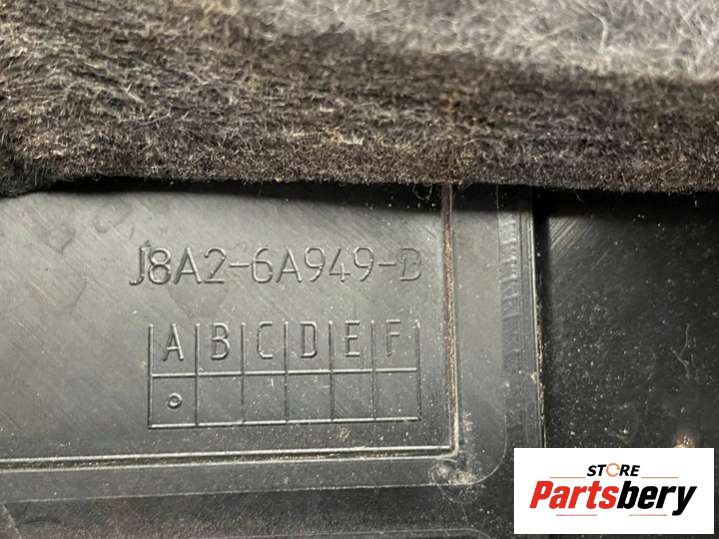 J8A2-6A949-D
A B C D E F
STORE
Partsbery